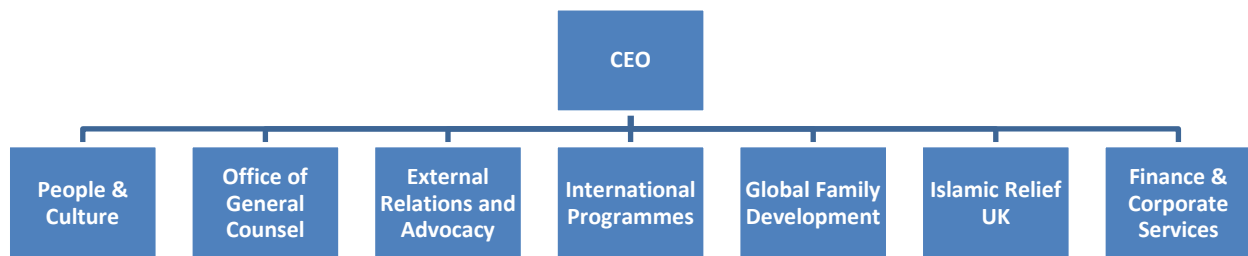 CEO
People &
Culture
Office of
General
Counsel
External
Relations and
Advocacy
International
Programmes
Global Family
Development
Islamic Relief
UK
Finance &
Corporate
Services